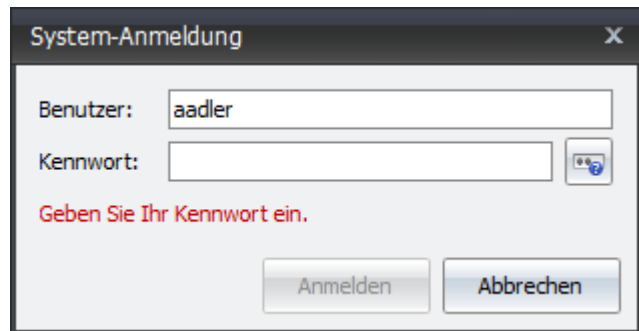 System-Anmeldung x
Benutzer: aadler
Kennwort:
Geben Sie Ihr Kennwort ein.
Anmelden Abbrechen